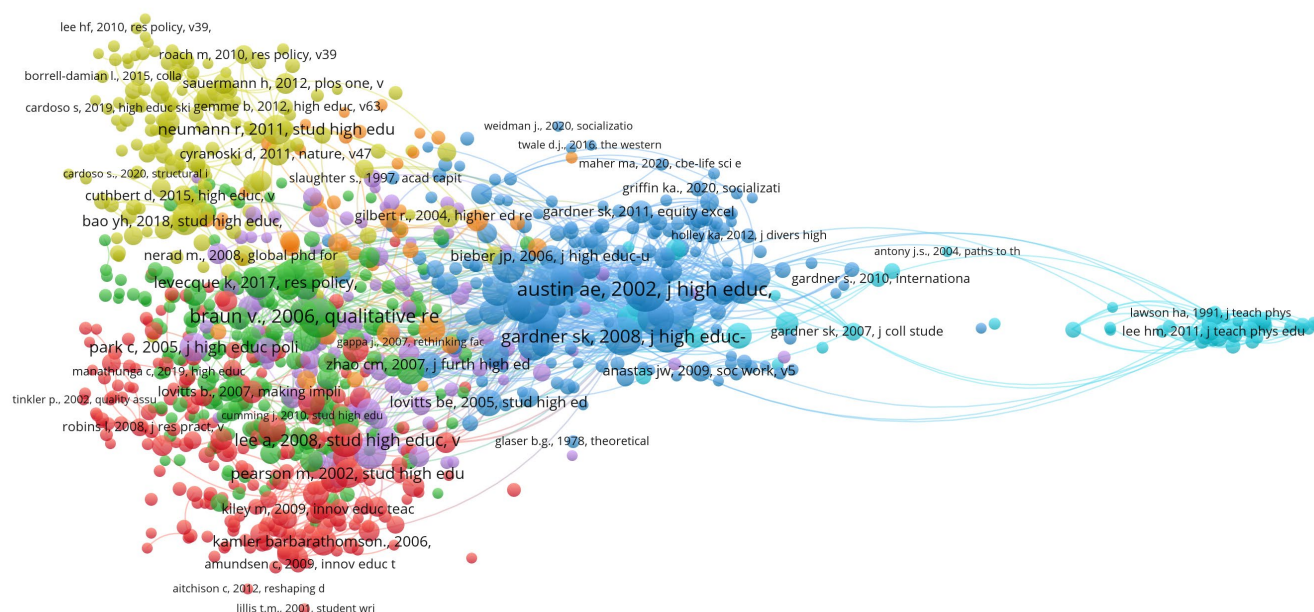 lee hf, 2010, res policy, v39,
roach m, 2010, res policy, v39
borrell-damian l., 2015, colla
sauermann h, 2012, plos one, v
cardoso s, 2019, high educ ski
gemme b, 2012, high educ, v63,
neumann r, 2011, stud high edu
weidman j., 2020, socializatio
twale d.j., 2016, the western
cyranoski d, 2011, nature, v47
maher ma, 2020, cbe-life sci e
cardoso s., 2020, structural i
slaughter s., 1997, acad capit
griffin ka., 2020, socializati
cuthbert d, 2015, high educ, v
bao yh, 2018, stud high educ,
gilbert r., 2004, higher ed re
gardner sk, 2011, equity excel
holley ka, 2012, j divers high
nerad m., 2008, global phd for
bieber jp, 2006, j high educ-u
antony j.s., 2004, paths to th
levecque k, 2017, res policy,
austin ae, 2002, j high educ,
gardner s., 2010, internationa
braun v., 2006, qualitative re
lawson ha, 1991, j teach phys
gardner sk, 2008, j high educ-
gardner sk, 2007, j coll stude
lee hm, 2011, j teach phys edu
park c, 2005, j high educ poli
gappa j., 2007, rethinking fac
zhao cm, 2007, j furth high ed
manathunga c, 2019, high educ
anastas jw, 2009, soc work, v5
lovitts b., 2007, making impli
tinkler p., 2002, quality assu
lovitts be, 2005, stud high ed
cumming j. 2010, stud high edu
robins l, 2008, j res pract, v
lee a, 2008, stud high educ, v
glaser b.g., 1978, theoretical
pearson m, 2002, stud high edu
kiley m, 2009, innov educ teac
kamler barbarathomson., 2006,
amundsen c, 2009, innov educ t
aitchison c, 2012, reshaping d
lillis t.m., 2001, student wri